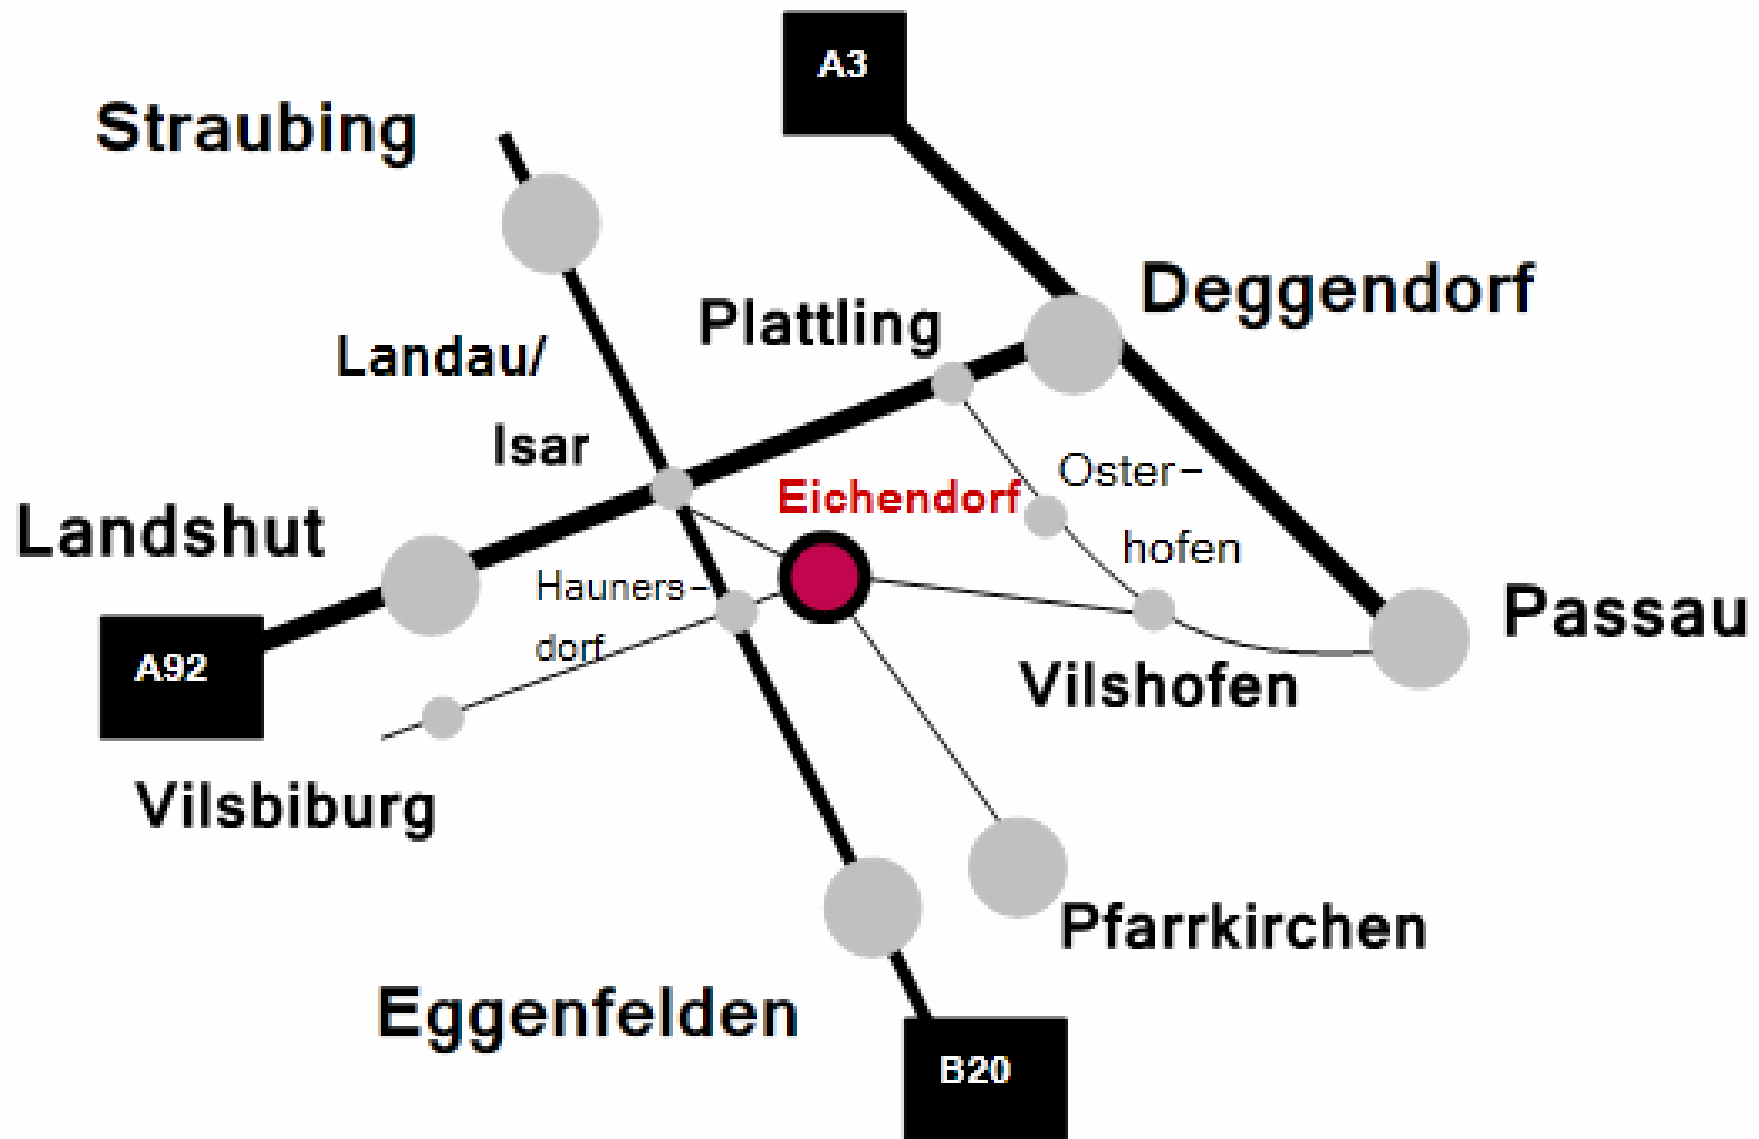 A3
Straubing
Deggendorf
Plattling
Landau/
Isar
Oster-
Eichendorf
Landshut
hofen
Hauners-
Passau
dorf
A92
Vilshofen
Vilsbiburg
Pfarrkirchen
Eggenfelden
B20